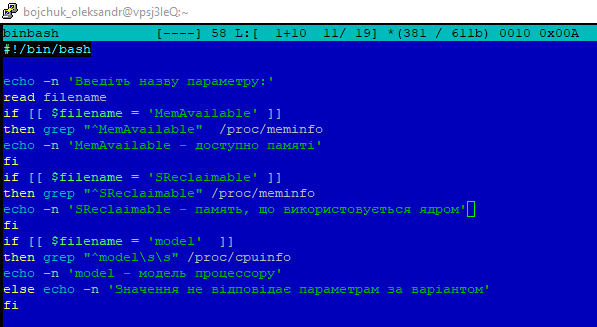 bojchuk_oleksandr@vpsj3leQ:~
binbash [----] 58 L:[ 1+10 11/ 19] *(381 / 611b) 0010 0x00A
#!/bin/bash
echo -n 'Введіть назву параметру:'
read filename
if [[ $filename = 'MemAvailable' ]]
then grep "^MemAvailable"  /proc/meminfo
echo -n 'MemAvailable - доступно памяті'
fi
if [[ $filename = 'SReclaimable' ]]
then grep "^SReclaimable" /proc/meminfo
echo -n 'SReclaimable - память, що використовується ядром'
fi
if [[ $filename = 'model'  ]]
then grep "^model\s\s" /proc/cpuinfo
echo -n 'model - модель процессору'
else echo -n 'Значення не відповідає параметрам за варіантом'
fi